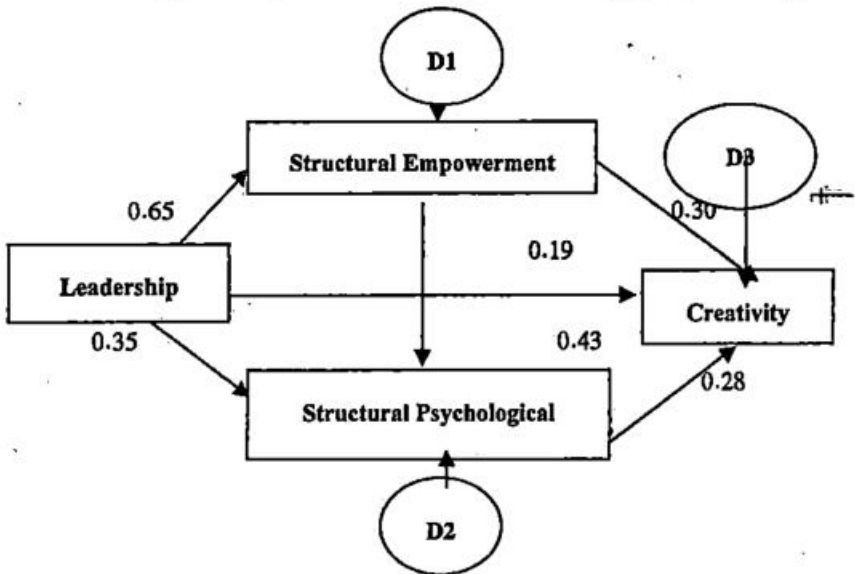 D1
Structural Empowerment
D3
0.65
0.30
0.19
Leadership
Creativity
0.35
0.43
0.28
Structural Psychological
D2